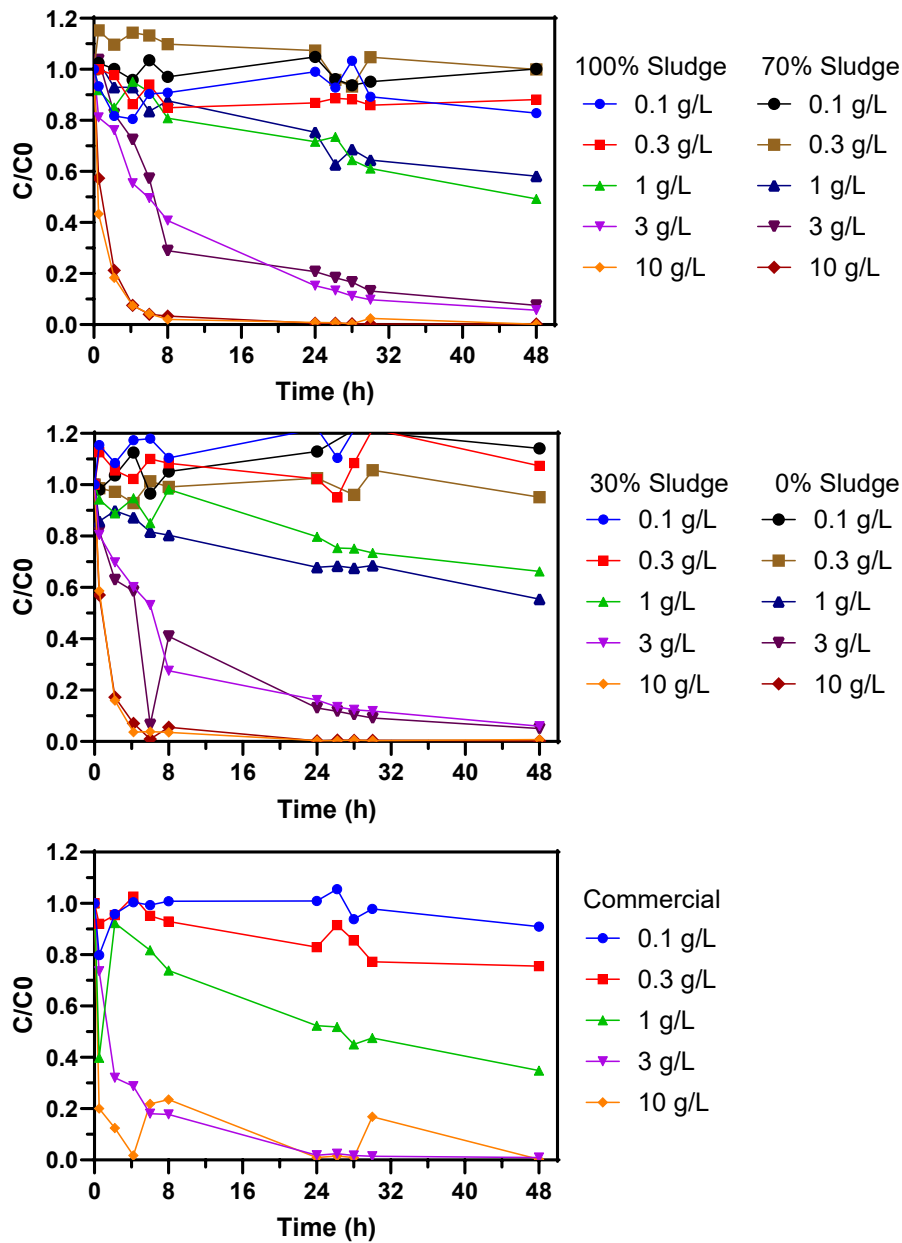 1.2
1.0
0.8
0.6
0.4
0.2
0.0
C/C0
0 8 16 24 32 40 48
Time (h)
100% Sludge
0.1 g/L
0.3 g/L
1 g/L
3 g/L
10 g/L
70% Sludge
0.1 g/L
0.3 g/L
1 g/L
3 g/L
10 g/L
1.2
1.0
0.8
0.6
0.4
0.2
0.0
C/C0
0 8 16 24 32 40 48
Time (h)
30% Sludge
0.1 g/L
0.3 g/L
1 g/L
3 g/L
10 g/L
0% Sludge
0.1 g/L
0.3 g/L
1 g/L
3 g/L
10 g/L
1.2
1.0
0.8
0.6
0.4
0.2
0.0
C/C0
0 8 16 24 32 40 48
Time (h)
Commercial
0.1 g/L
0.3 g/L
1 g/L
3 g/L
10 g/L